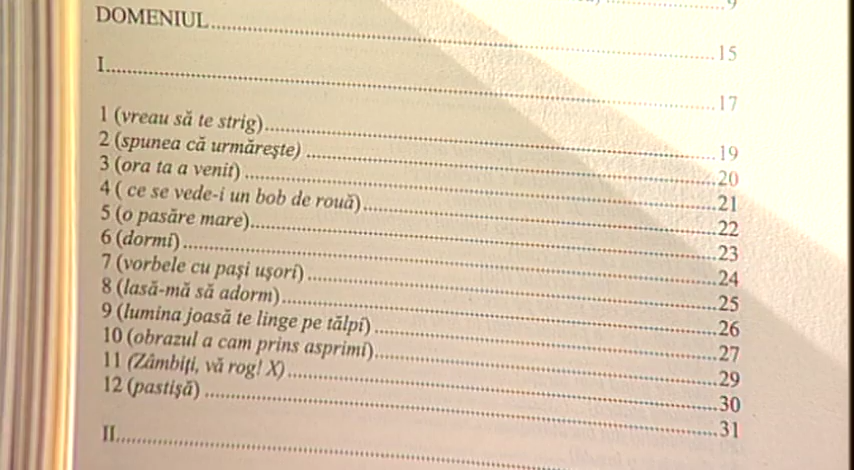 DOMENIUL....................15
I....................17
1 (vreau să te strig)....................19
2 (spunea că urmărește) ....................20
3 (ora ta a venit) ....................21
4 ( ce se vede-i un bob de rouă)....................22
5 (o pasăre mare)....................23
6 (dormi) ....................24
7 (vorbele cu pași ușori) ....................25
8 (lasă-mă să adorm)....................26
9 (lumina joasă te linge pe tălpi) ....................27
10 (obrazul a cam prins asprimi)....................29
11 (Zâmbiți, vă rog! X) ....................30
12 (pastișă) ....................31
II....................